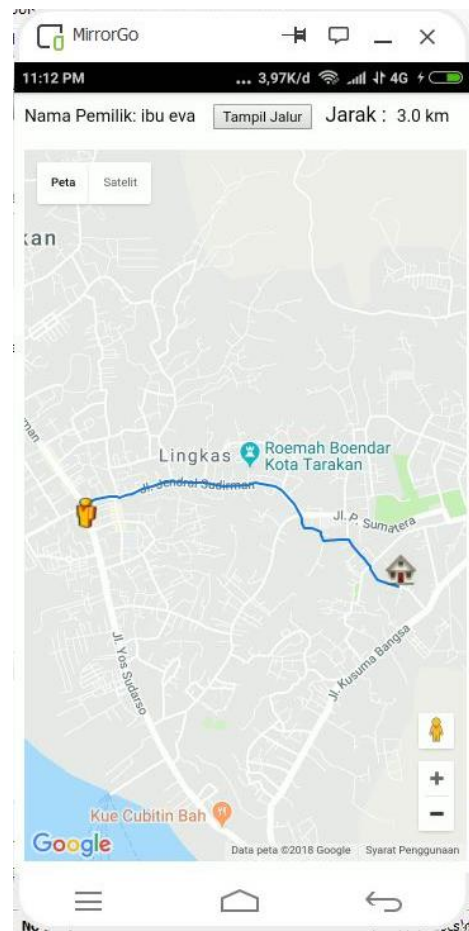 MirrorGo
11:12 PM ... 3,97K/d 4G
Nama Pemilik: ibu eva Tampil Jalur Jarak : 3.0 km
Peta Satelit
kan
man
Lingkas Roemah Boendar
Kota Tarakan
Jl. Jendral Sudirman
Jl. P. Sumatera
Jl. Yos Sudarso
Jl. Kusuma Bangsa
+
−
Kue Cubitin Bah
Google Data peta ©2018 Google Syarat Penggunaan